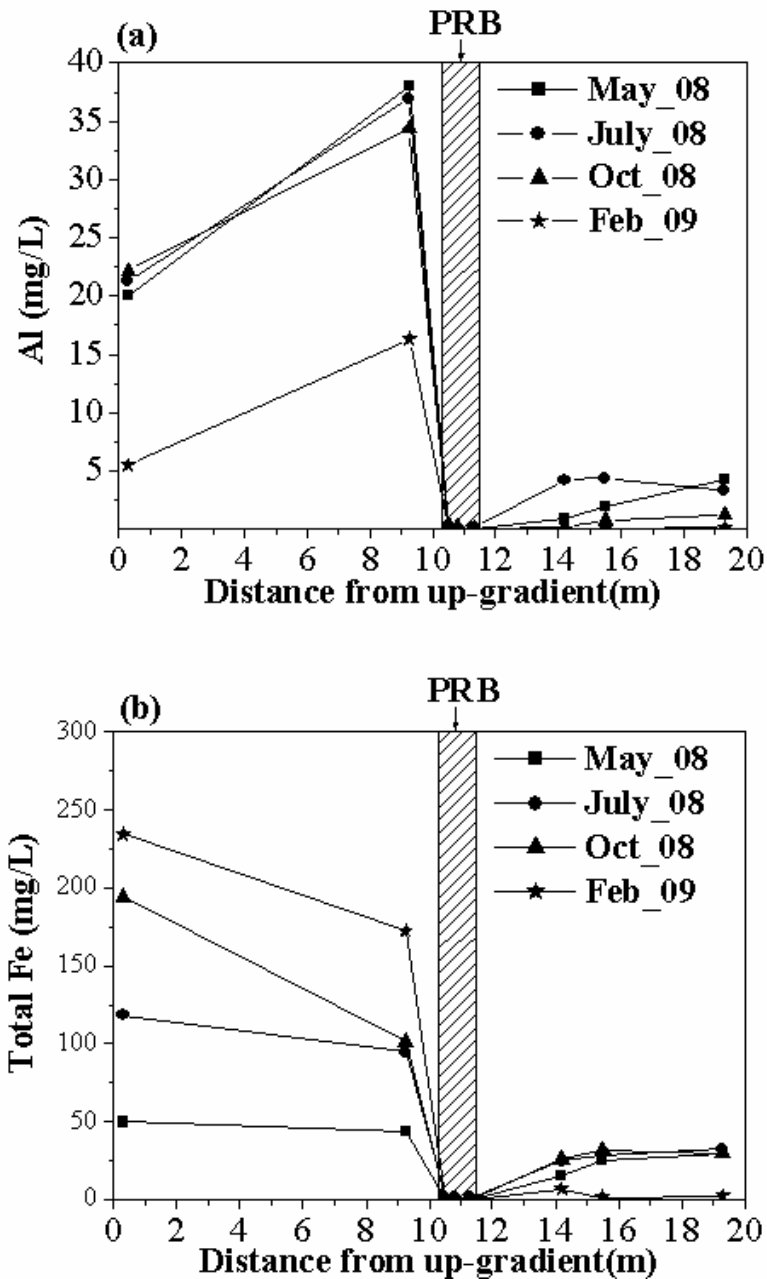 (a)
PRB
40
35
30
25
20
15
10
5
Al (mg/L)
May_08
July_08
Oct_08
Feb_09
0 2 4 6 8 10 12 14 16 18 20
Distance from up-gradient(m)
(b)
PRB
300
250
200
150
100
50
0
Total Fe (mg/L)
May_08
July_08
Oct_08
Feb_09
0 2 4 6 8 10 12 14 16 18 20
Distance from up-gradient(m)